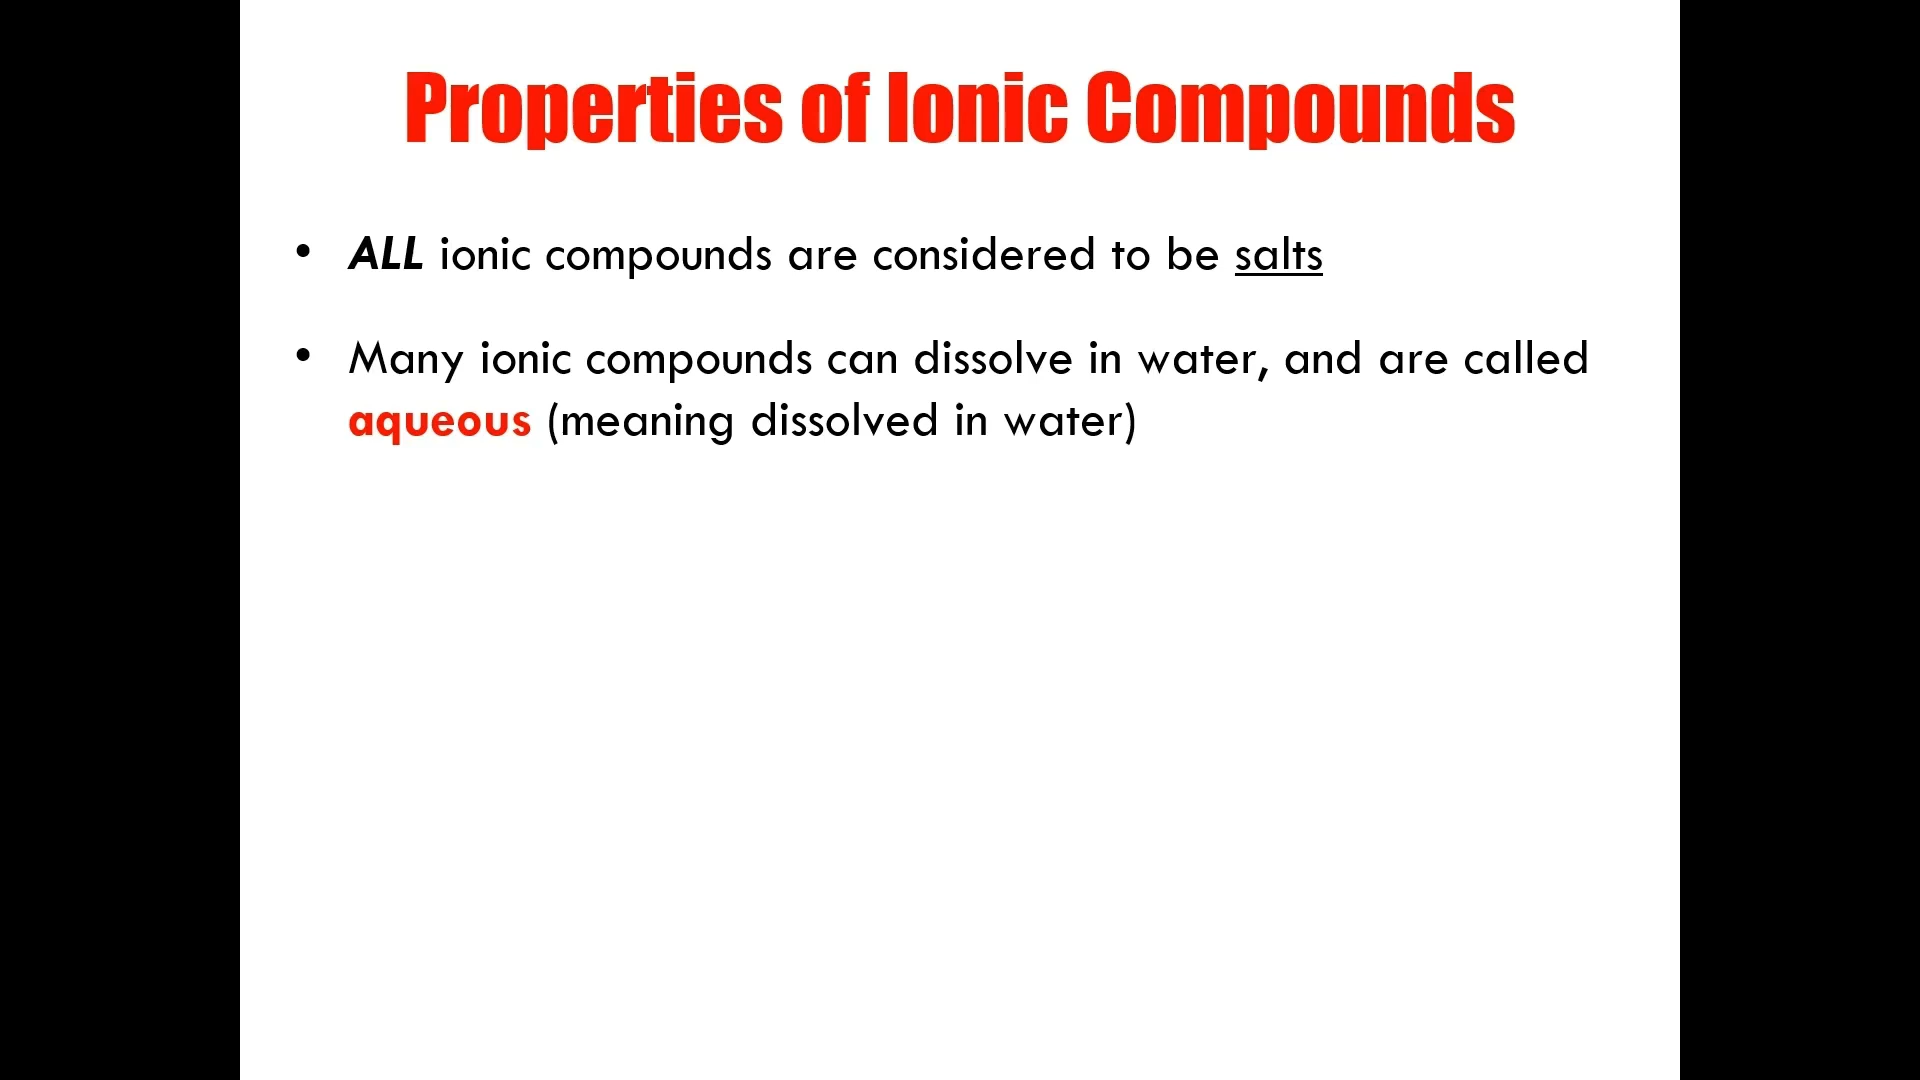 Properties of Ionic Compounds
• ALL ionic compounds are considered to be salts
• Many ionic compounds can dissolve in water, and are called
aqueous (meaning dissolved in water)